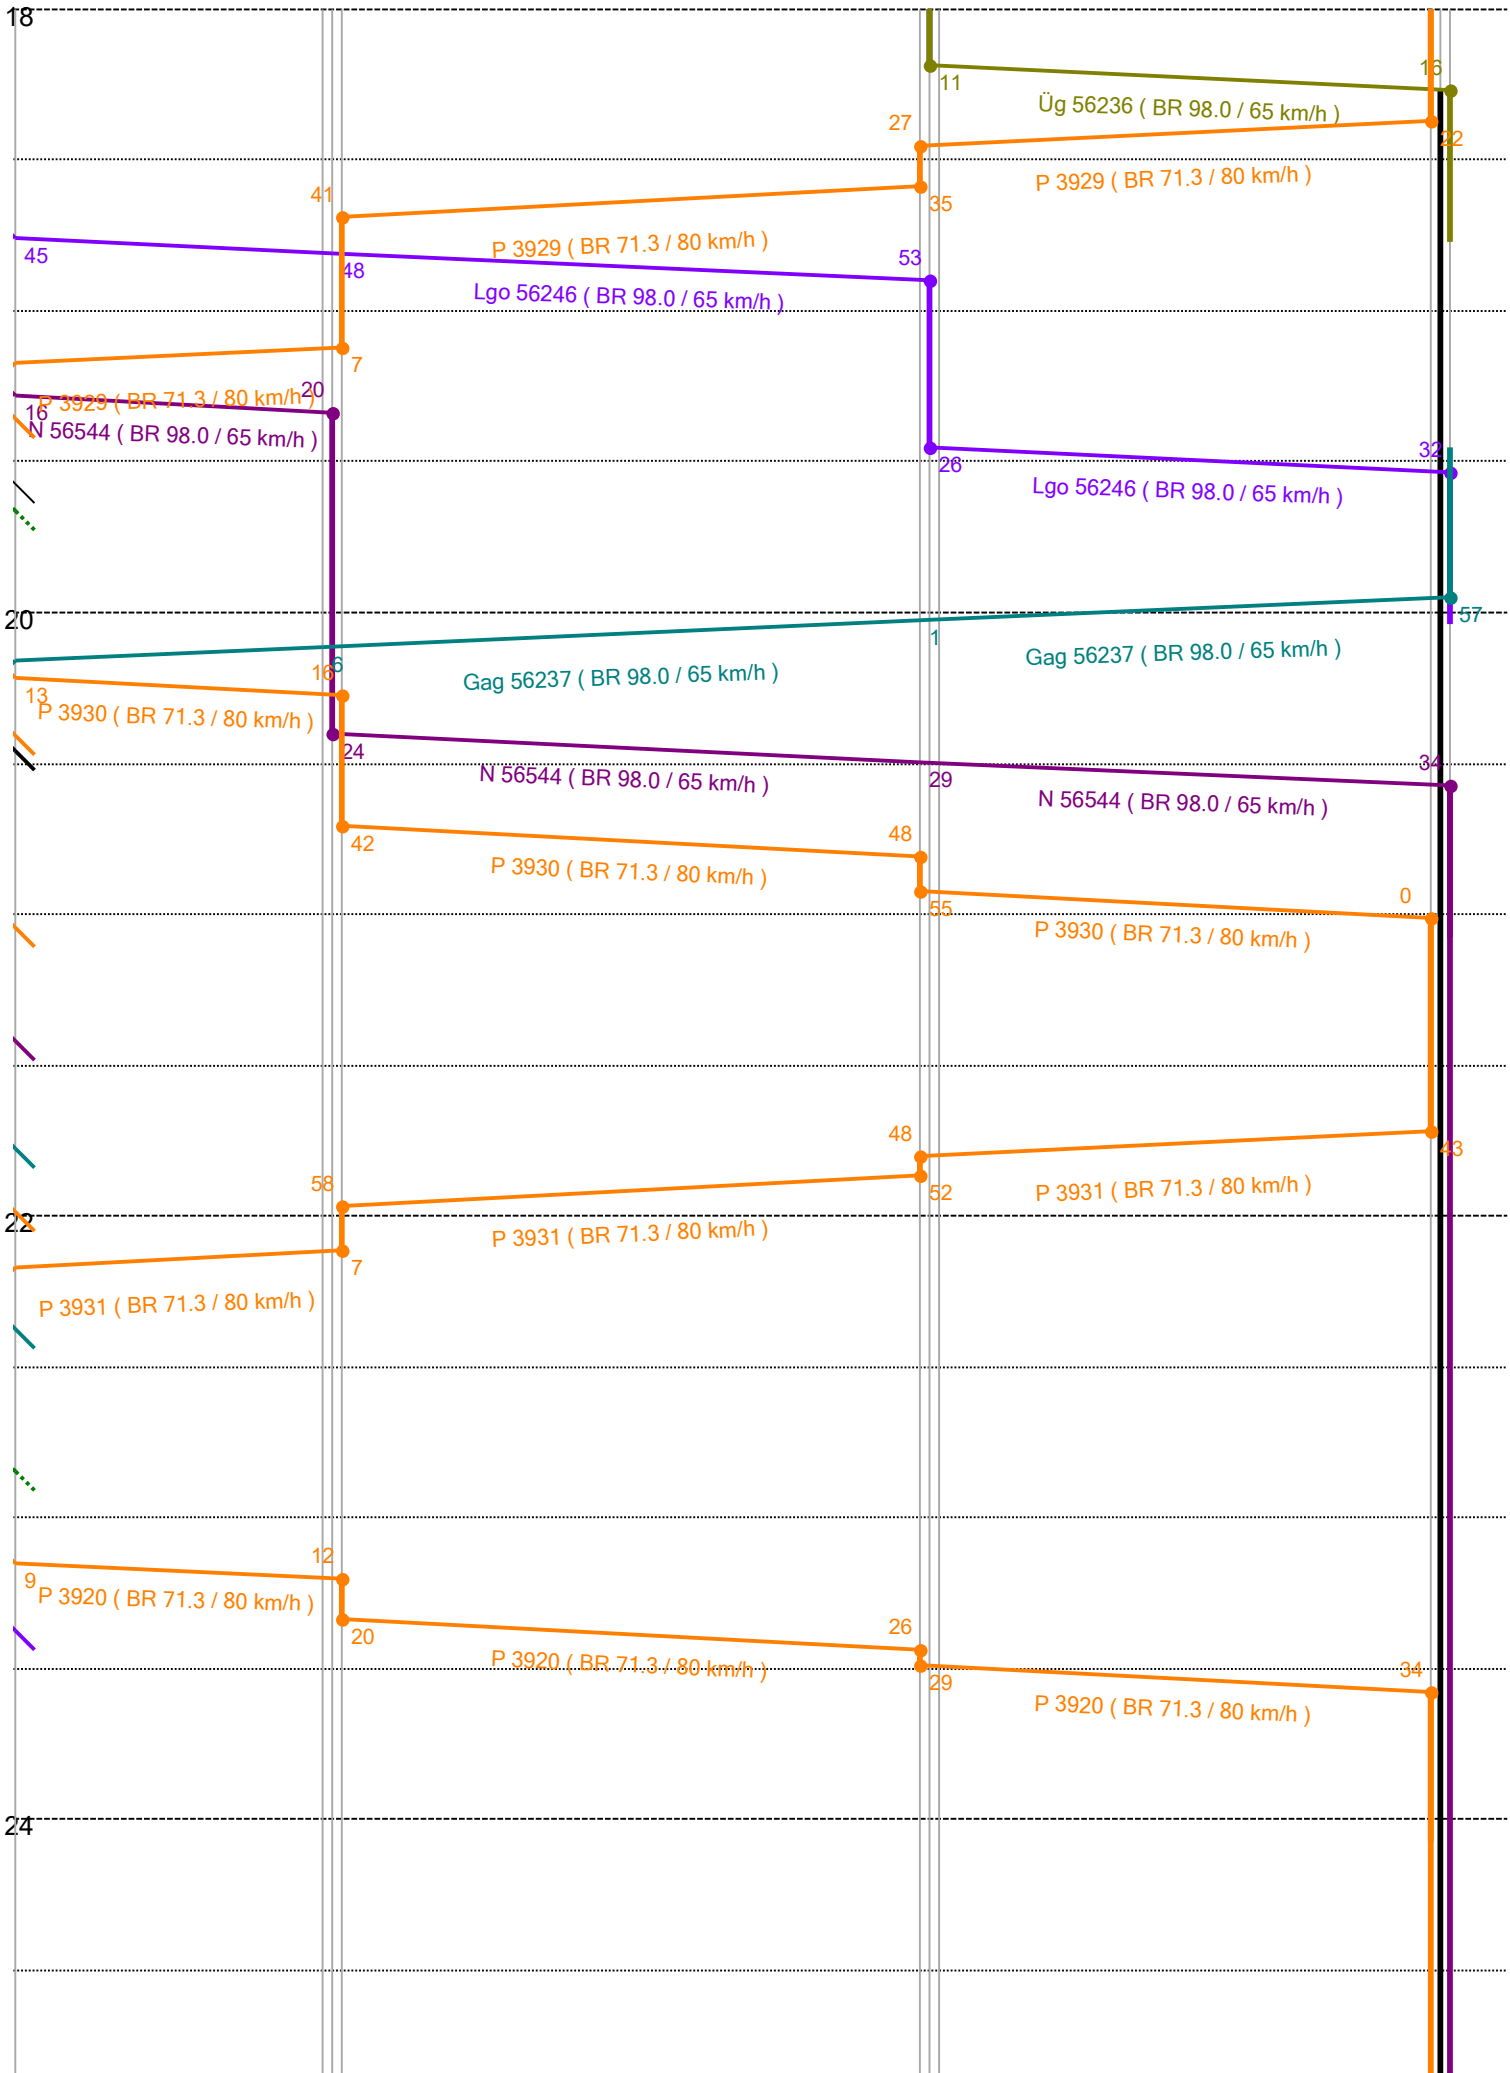 18
16
11
Üg 56236 ( BR 98.0 / 65 km/h )
27
22
P 3929 ( BR 71.3 / 80 km/h )
41
35
P 3929 ( BR 71.3 / 80 km/h )
45
48
53
Lgo 56246 ( BR 98.0 / 65 km/h )
7
20
P 3929 ( BR 71.3 / 80 km/h )
16
N 56544 ( BR 98.0 / 65 km/h )
32
26
Lgo 56246 ( BR 98.0 / 65 km/h )
20
57
1
Gag 56237 ( BR 98.0 / 65 km/h )
6
16
Gag 56237 ( BR 98.0 / 65 km/h )
13
P 3930 ( BR 71.3 / 80 km/h )
24
34
N 56544 ( BR 98.0 / 65 km/h )
29
N 56544 ( BR 98.0 / 65 km/h )
48
42
P 3930 ( BR 71.3 / 80 km/h )
0
55
P 3930 ( BR 71.3 / 80 km/h )
48
43
58
52
P 3931 ( BR 71.3 / 80 km/h )
22
P 3931 ( BR 71.3 / 80 km/h )
7
P 3931 ( BR 71.3 / 80 km/h )
12
9
P 3920 ( BR 71.3 / 80 km/h )
26
20
P 3920 ( BR 71.3 / 80 km/h )
34
29
P 3920 ( BR 71.3 / 80 km/h )
24